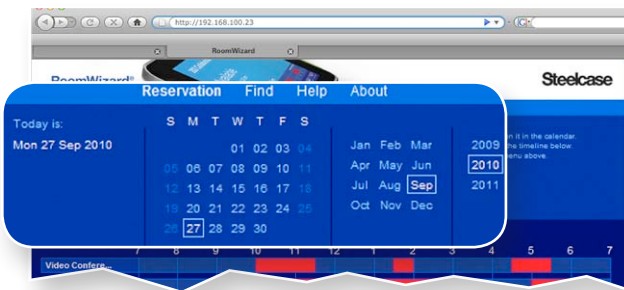 http://192.168.100.23
RoomWizard
RoomWizard®
Steelcase
Reservation Find Help About
Today is:
Mon 27 Sep 2010
S M T W T F S
01 02 03 04
05 06 07 08 09 10 11
12 13 14 15 16 17 18
19 20 21 22 23 24 25
26 27 28 29 30
Jan Feb Mar
Apr May Jun
Jul Aug Sep
Oct Nov Dec
2009
2010
2011
n it in the calendar.
the timeline below.
enu above.
7 8 9 10 11 12 1 2 3 4 5 6 7
Video Confere...